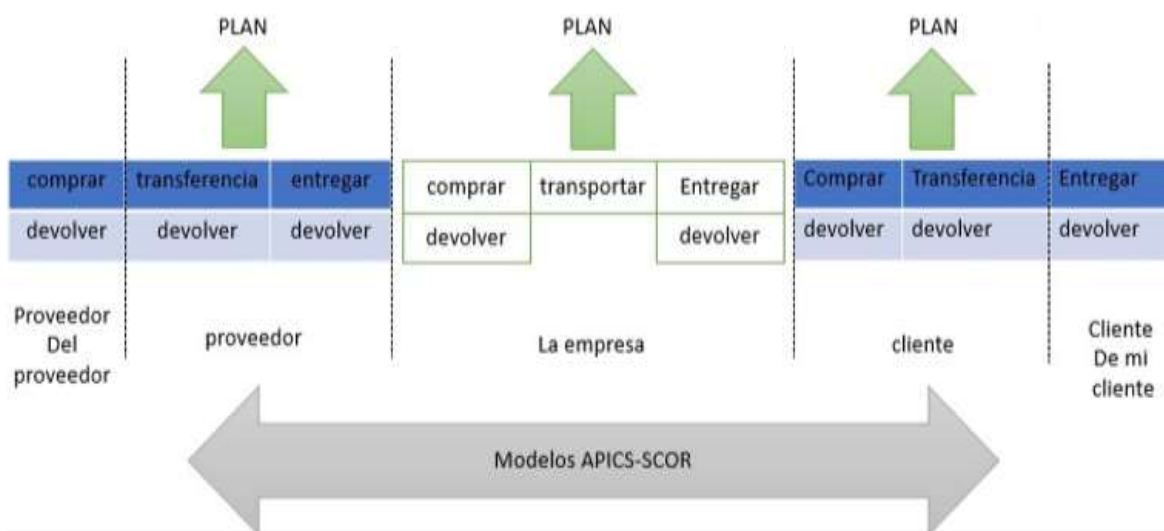 PLAN PLAN PLAN
comprar transferencia entregar comprar transportar Entregar Comprar Transferencia Entregar
devolver devolver devolver devolver devolver devolver devolver devolver
Proveedor
Del
proveedor
proveedor
La empresa
cliente
Cliente
De mi
cliente
Modelos APICS-SCOR